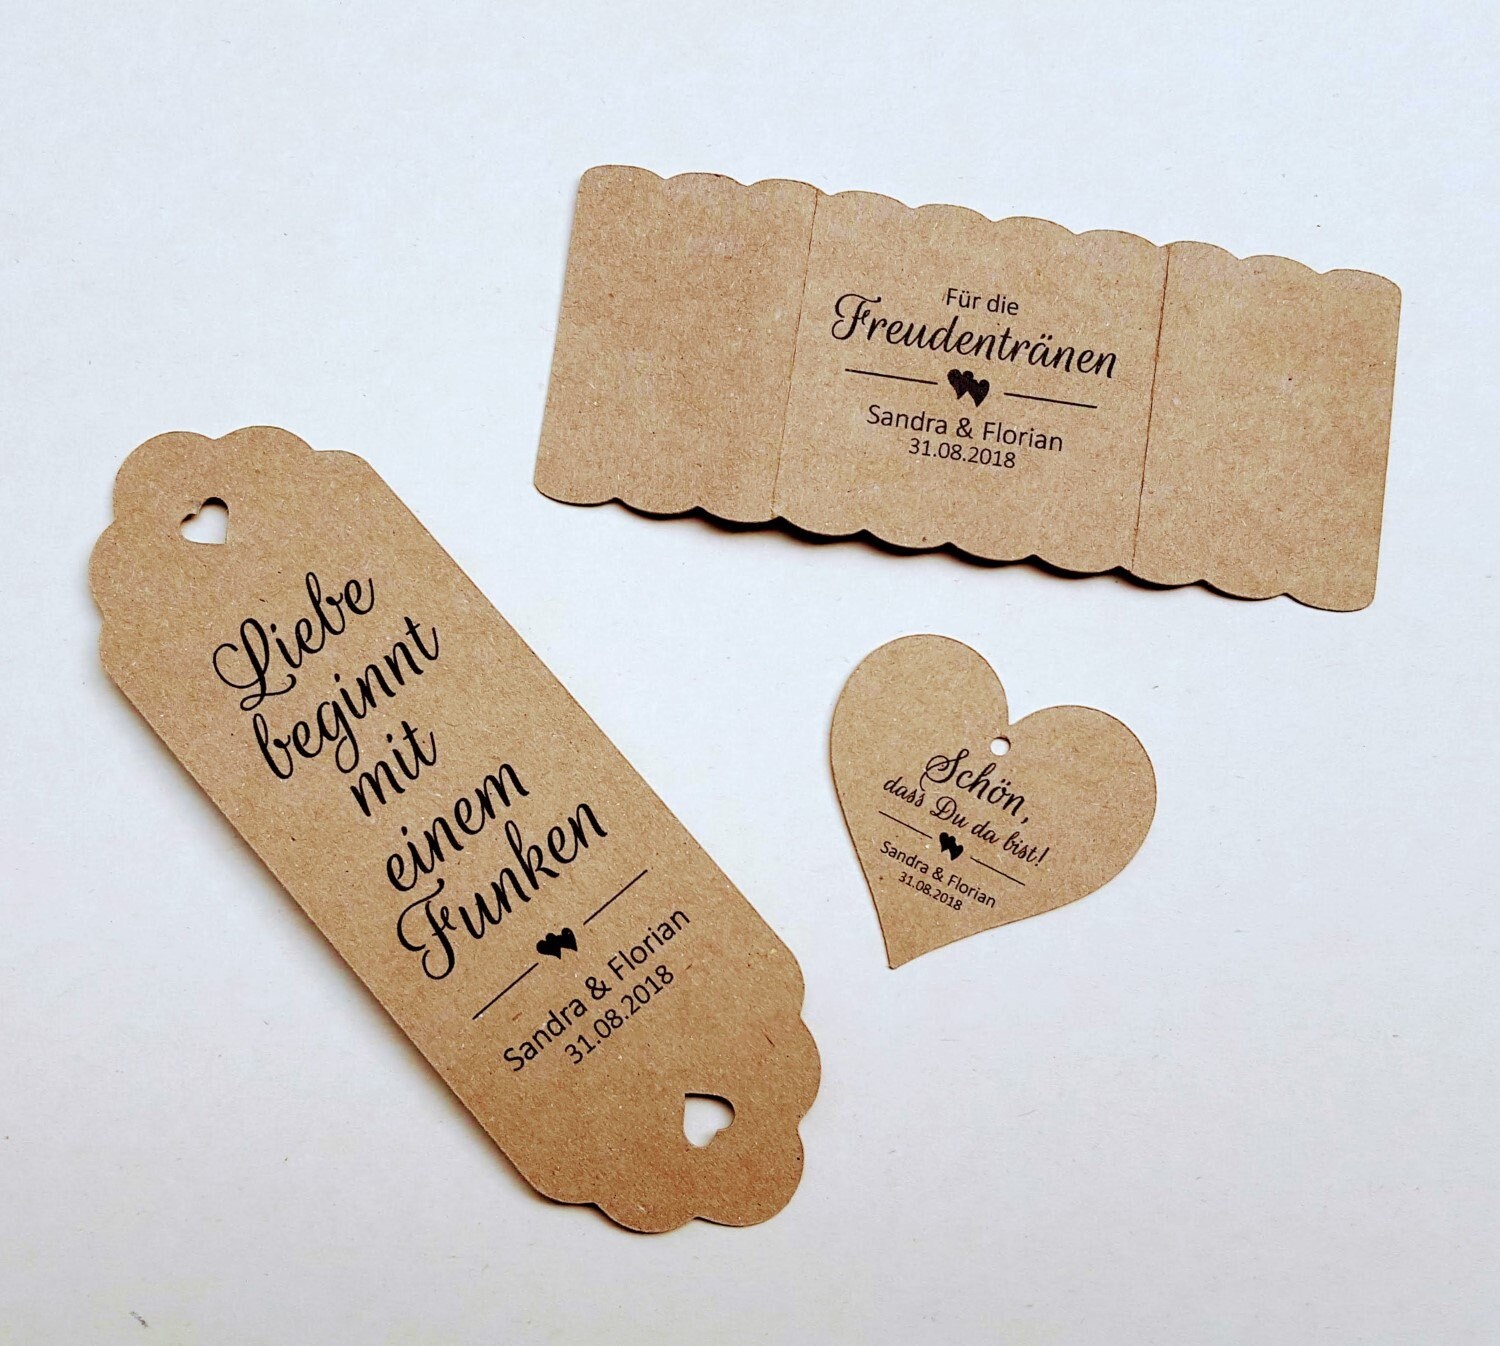 Für die
Freudentränen
Sandra & Florian
31.08.2018
Liebe
beginnt
mit
einem
Funken
Sandra & Florian
31.08.2018
Schön,
dass Du da bist!
Sandra & Florian
31.08.2018